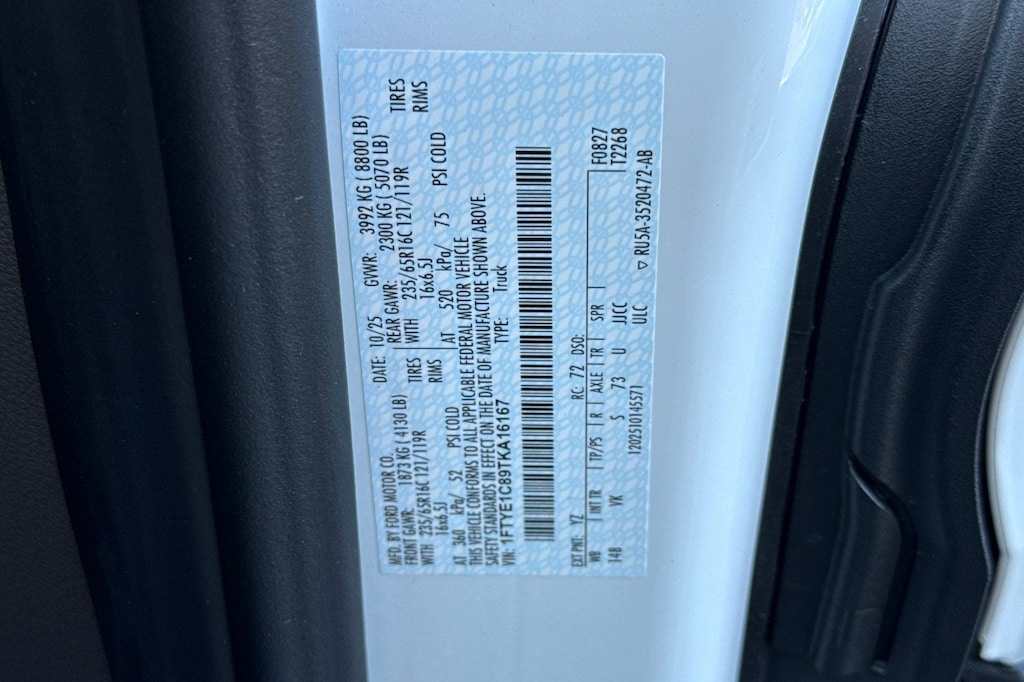 MFD. BY FORD MOTOR CO.
DATE: 10/25 GVWR: 3992 KG ( 8800 LB)
FRONT GAWR: 1873 KG ( 4130 LB) REAR GAWR: 2300 KG ( 5070 LB)
WITH 235/65R16C 121/119R TIRES WITH 235/65R16C 121/119R TIRES
16x6.5J RIMS 16x6.5J RIMS
AT 360 kPa/ 52 PSI COLD AT 520 kPa/ 75 PSI COLD
THIS VEHICLE CONFORMS TO ALL APPLICABLE FEDERAL MOTOR VEHICLE
SAFETY STANDARDS IN EFFECT ON THE DATE OF MANUFACTURE SHOWN ABOVE.
VIN: 1FTYE1C89TKA16167 TYPE: Truck
EXT PNT: YZ RC: 72 DSO: F0827
WB INT TR TP/PS R AXLE TR SPR T2268
148 VK S 73 U JJCC
120251014557​1 ULC ▽ RU5A-3520472-AB